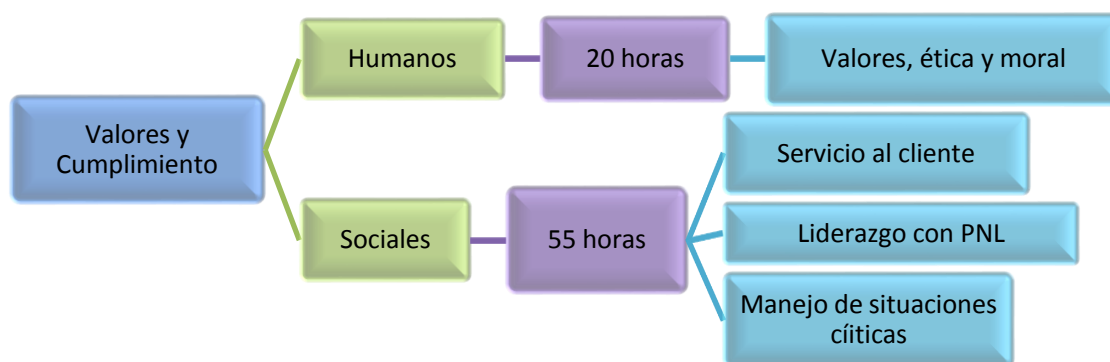 Humanos
20 horas
Valores, ética y moral
Valores y
Cumplimiento
Servicio al cliente
Sociales
55 horas
Liderazgo con PNL
Manejo de situaciones
cíiticas